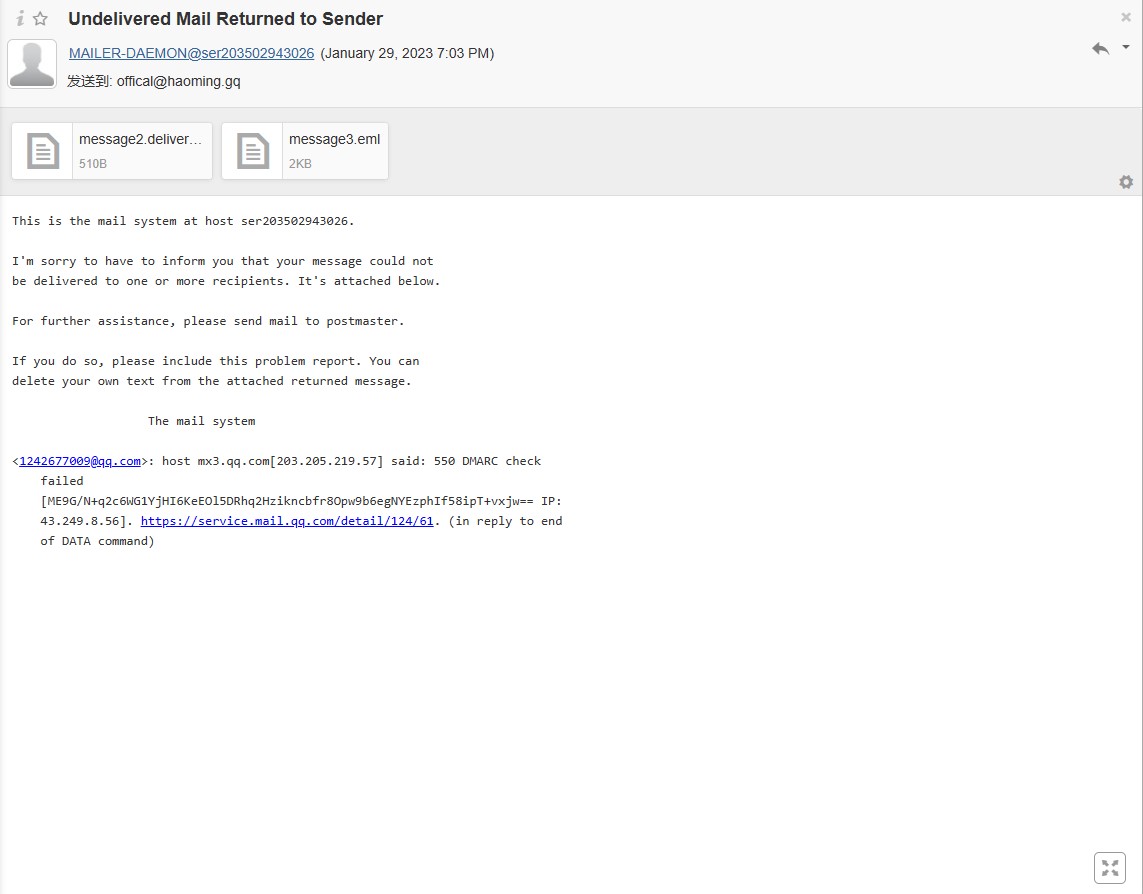 Undelivered Mail Returned to Sender
MAILER-DAEMON@ser203502943026 (January 29, 2023 7:03 PM)
发送到: offical@haoming.gq
message2.deliver...
510B
message3.eml
2KB
This is the mail system at host ser203502943026.
I'm sorry to have to inform you that your message could not
be delivered to one or more recipients. It's attached below.
For further assistance, please send mail to postmaster.
If you do so, please include this problem report. You can
delete your own text from the attached returned message.
The mail system
<1242677009@qq.com>: host mx3.qq.com[203.205.219.57] said: 550 DMARC check
failed
[ME9G/N+q2c6WG1YjHI6KeEOl5DRhq2Hzikncbfr8Opw9b6egNYEzphIf58ipT+vxjw== IP:
43.249.8.56]. https://service.mail.qq.com/detail/124/61. (in reply to end
of DATA command)